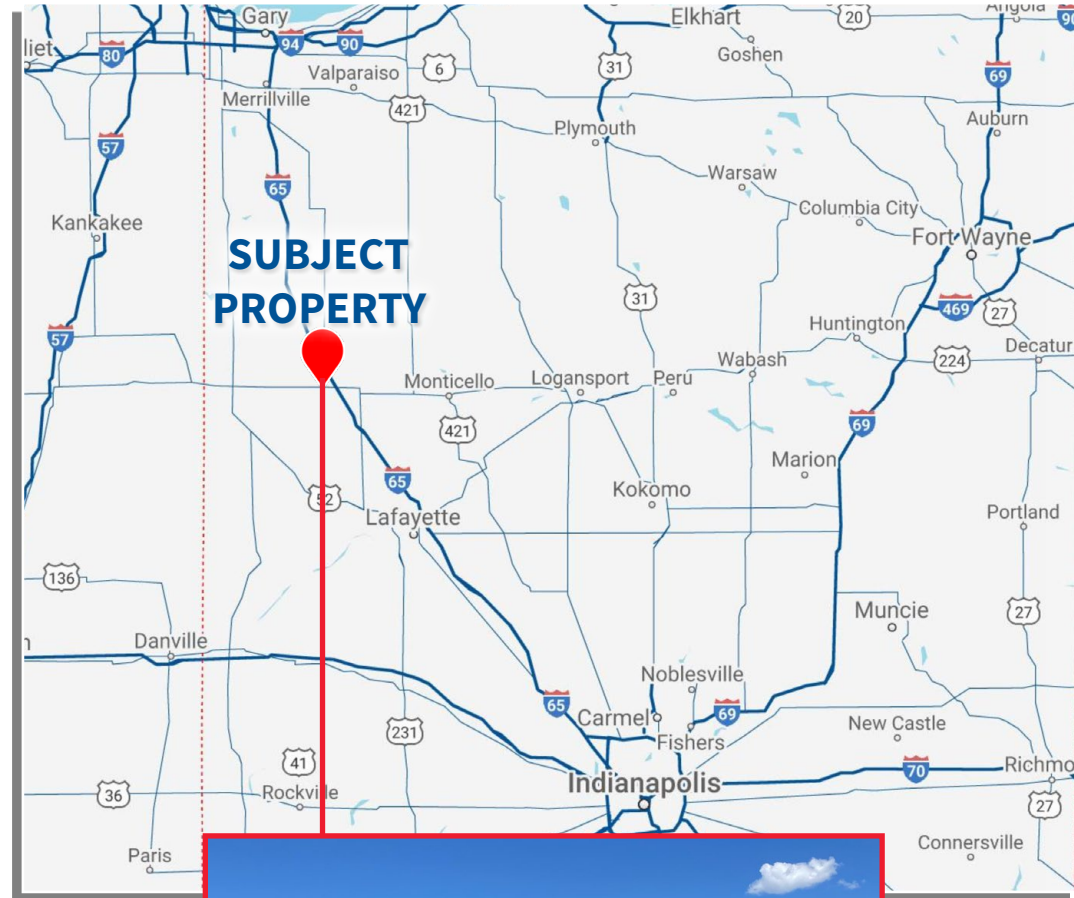 Gary
Elkhart
20
Angola
90
liet
80
94
90
Goshen
Valparaiso
6
31
69
Merrillville
421
Auburn
57
Plymouth
65
Warsaw
Columbia City
Kankakee
Fort Wayne
SUBJECT
PROPERTY
31
469
27
57
Huntington
Decatur
Wabash
224
Monticello
Logansport
Peru
421
69
Marion
65
Kokomo
52
Lafayette
Portland
136
Muncie
27
Danville
Noblesville
65
Carmel
69
New Castle
231
Fishers
41
70
Richmo
36
Rockville
Indianapolis
27
Connersville
Paris